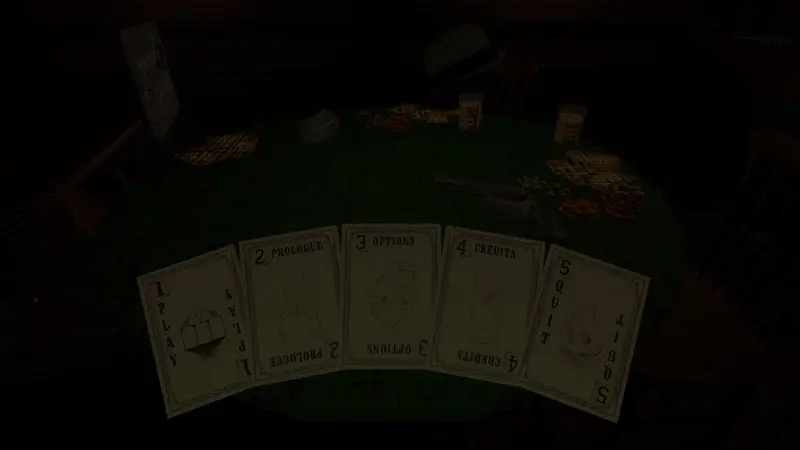 1
PLAY
PLAY
1
2 PROLOGUE
PROLOGUE 2
3 OPTIONS
OPTIONS 3
4 CREDITS
CREDITS 4
5
QUIT
QUIT
5